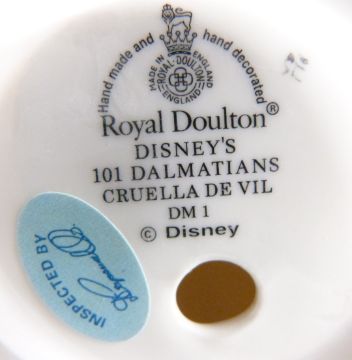 Hand made and hand decorated
MADE IN ENGLAND
ROYAL·DOULTON
ENGLAND
Royal Doulton®
DISNEY'S
101 DALMATIANS
CRUELLA DE VIL
DM 1
© Disney
INSPECTED BY